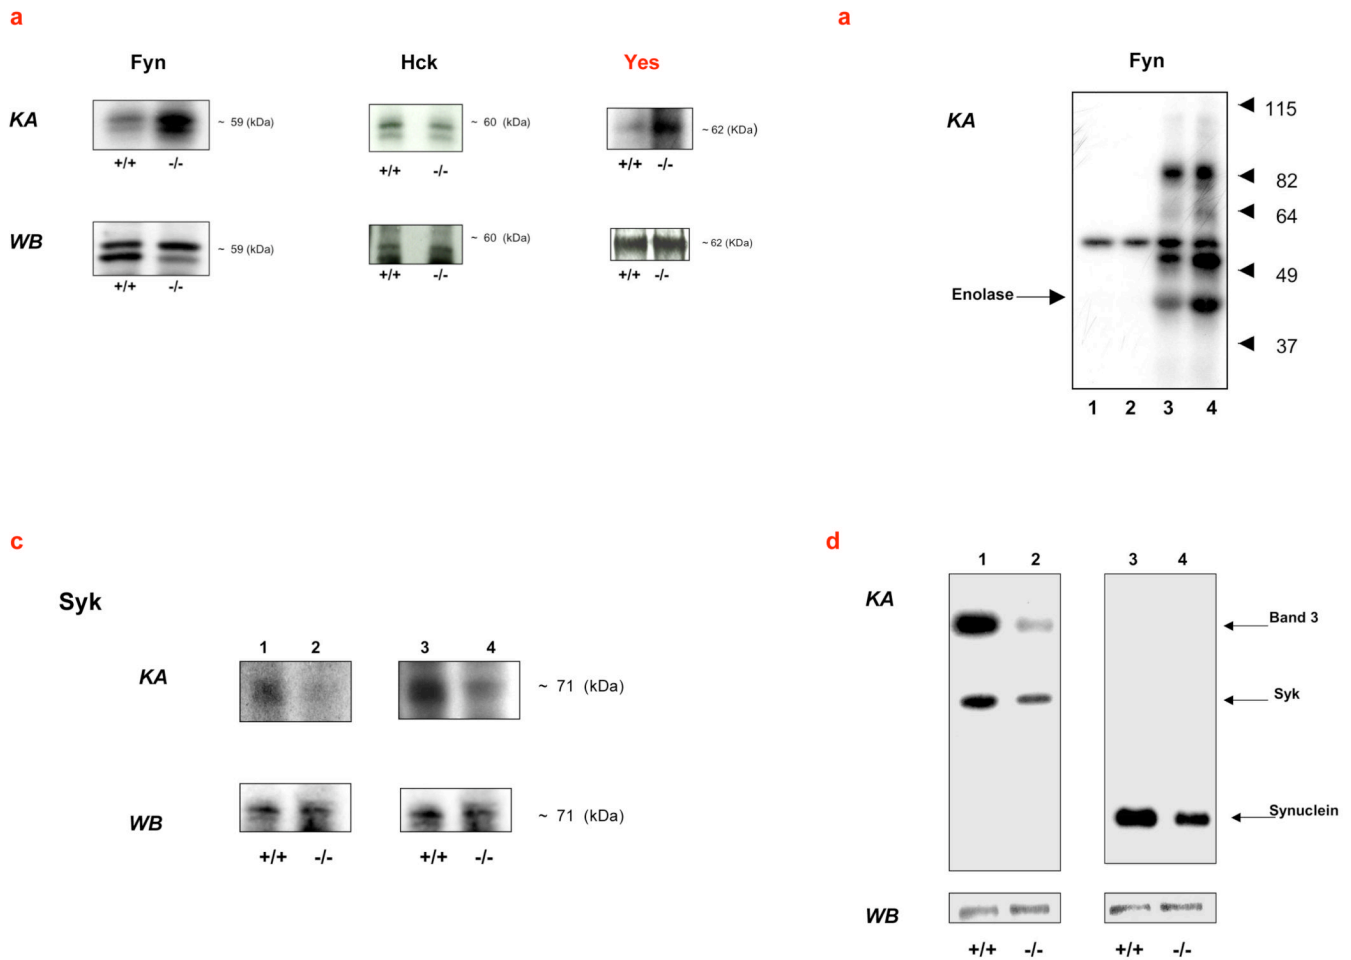 a
Fyn
Hck
Yes
KA
~ 59 (kDa)
~ 60 (kDa)
~ 62 (KDa)
+/+ -/-
+/+ -/-
+/+ -/-
WB
~ 59 (kDa)
~ 60 (kDa)
~ 62 (KDa)
+/+ -/-
+/+ -/-
+/+ -/-
a
Fyn
KA
115
82
64
49
Enolase
37
1 2 3 4
c
Syk
1 2 3 4
KA
~ 71 (kDa)
WB
~ 71 (kDa)
+/+ -/- +/+ -/-
d
1 2 3 4
KA
Band 3
Syk
Synuclein
WB
+/+ -/- +/+ -/-